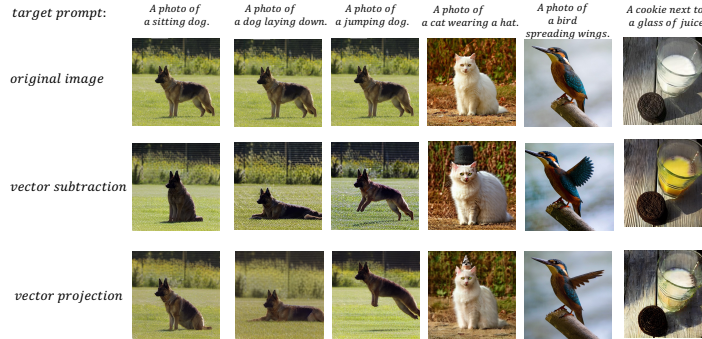 target prompt:
A photo of
a sitting dog.
A photo of
a dog laying down.
A photo of
a jumping dog.
A photo of
a cat wearing a hat.
A photo of
a bird
spreading wings.
A cookie next to
a glass of juice
original image
vector subtraction
vector projection